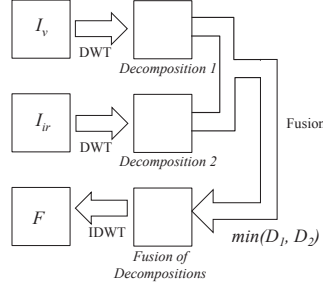 I_v
DWT
Decomposition 1
I_ir
DWT
Decomposition 2
Fusion
F
IDWT
min(D_1, D_2)
Fusion of
Decompositions